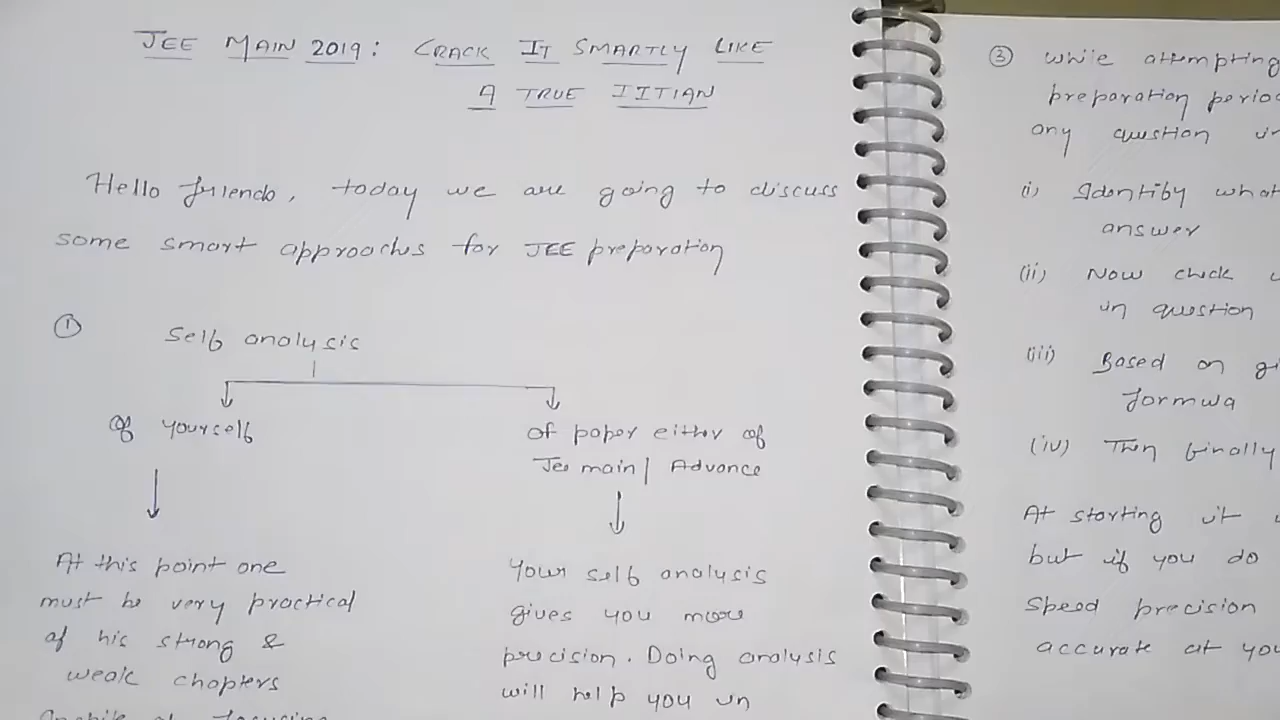 JEE MAIN 2019: CRACK IT SMARTLY LIKE
A TRUE IITIAN
Hello friends, today we are going to discuss
some smart approaches for JEE preparation
① Self analysis
of yourself
of paper either of
Jee main / Advance
At this point one
must be very practical
of his strong &
weak chapters
Your self analysis
gives you more
precision. Doing analysis
will help you in
③ while attempting
preparation perio
any question in
(i) Identify what
answer
(ii) Now check
in question
(iii) Based on gi
formula
(iv) Then finally
At starting it
but if you do
Speed precision
accurate at you